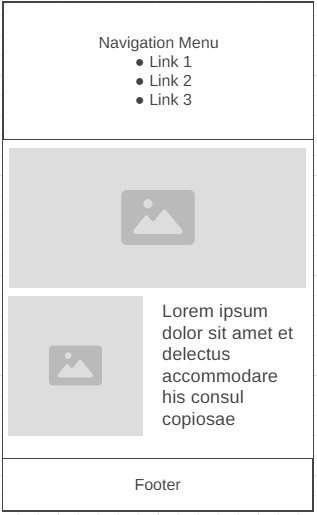 Navigation Menu
● Link 1
● Link 2
● Link 3
Lorem ipsum
dolor sit amet et
delectus
accommodare
his consul
copiosae
Footer